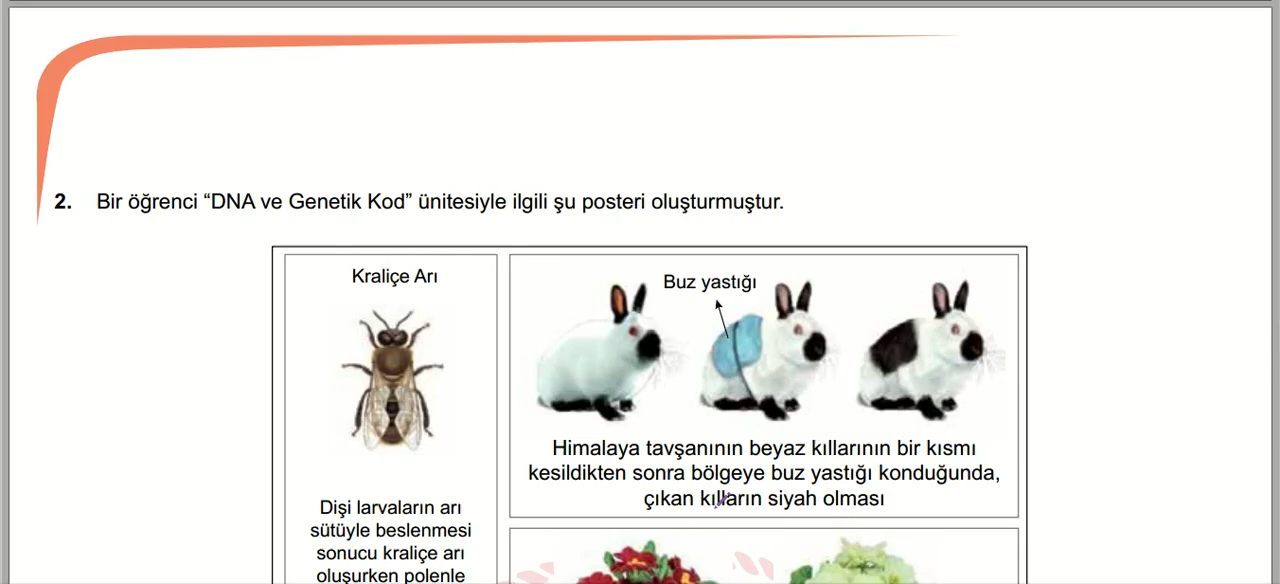 2. Bir öğrenci “DNA ve Genetik Kod” ünitesiyle ilgili şu posteri oluşturmuştur.
Kraliçe Arı
Dişi larvaların arı
sütüyle beslenmesi
sonucu kraliçe arı
oluşurken polenle
Buz yastığı
Himalaya tavşanının beyaz kıllarının bir kısmı
kesildikten sonra bölgeye buz yastığı konduğunda,
çıkan kılların siyah olması